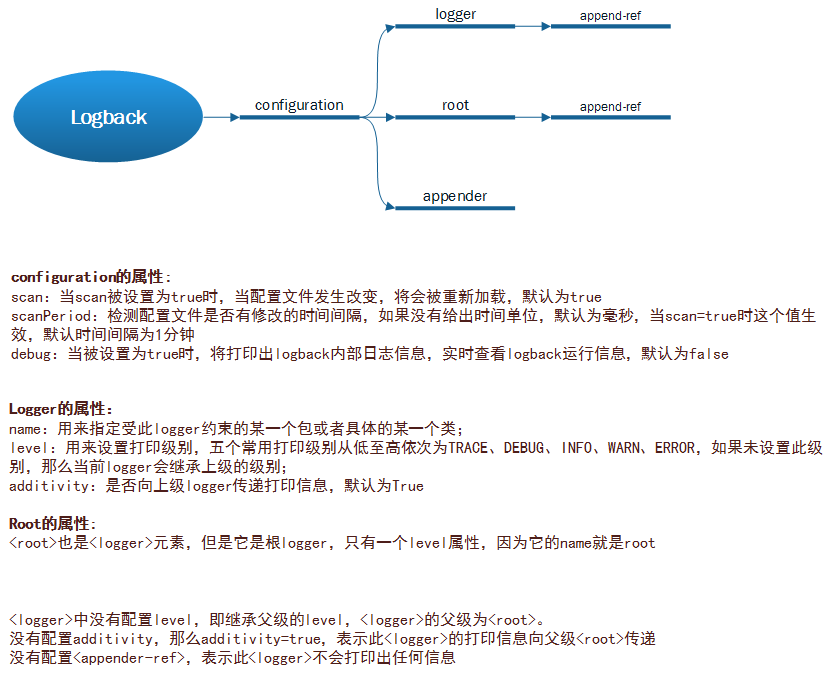 logger
append-ref
Logback
configuration
root
append-ref
appender
configuration的属性:
scan: 当scan被设置为true时，当配置文件发生改变，将会被重新加载，默认为true
scanPeriod: 检测配置文件是否有修改的时间间隔，如果没有给出时间单位，默认为毫秒，当scan=true时这个值生
效，默认时间间隔为1分钟
debug: 当被设置为true时，将打印出logback内部日志信息，实时查看logback运行信息，默认为false
Logger的属性:
name: 用来指定受此logger约束的某一个包或者具体的某一个类；
level: 用来设置打印级别，五个常用打印级别从低至高依次为TRACE、DEBUG、INFO、WARN、ERROR，如果未设置此级
别，那么当前logger会继承上级的级别；
additivity: 是否向上级logger传递打印信息，默认为True
Root的属性:
<root>也是<logger>元素，但是它是根logger，只有一个level属性，因为它的name就是root
<logger>中没有配置level，即继承父级的level，<logger>的父级为<root>。
没有配置additivity，那么additivity=true，表示此<logger>的打印信息向父级<root>传递
没有配置<appender-ref>，表示此<logger>不会打印出任何信息